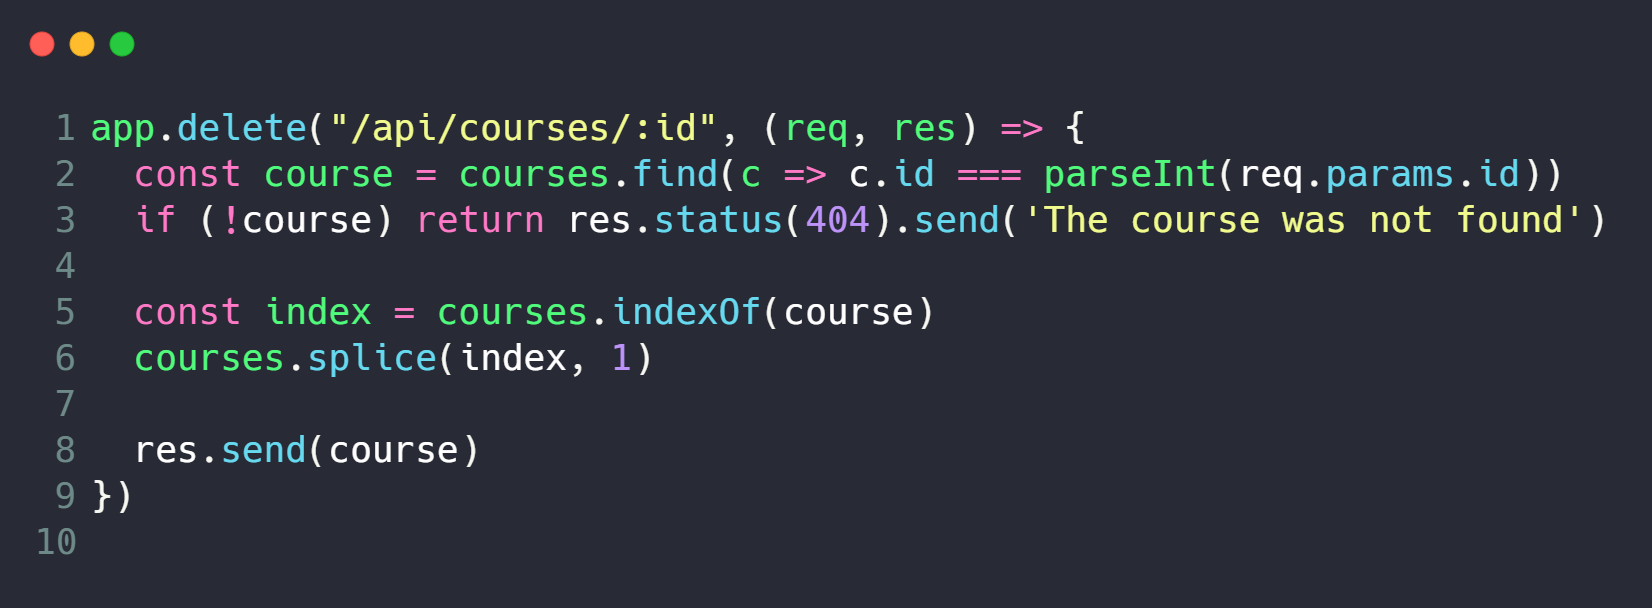 1 app.delete("/api/courses/:id", (req, res) => {
2   const course = courses.find(c => c.id === parseInt(req.params.id))
3   if (!course) return res.status(404).send('The course was not found')
4
5   const index = courses.indexOf(course)
6   courses.splice(index, 1)
7
8   res.send(course)
9 })
10